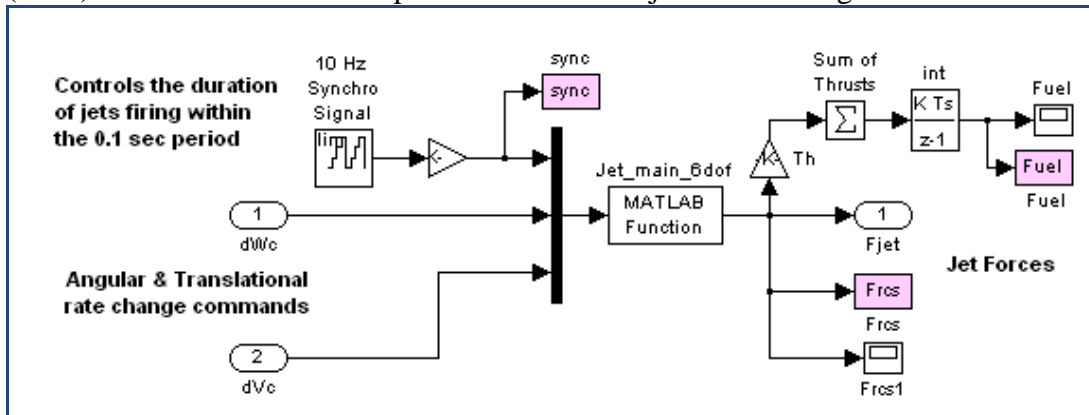 Controls the duration
of jets firing within
the 0.1 sec period
10 Hz
Synchro
Signal
sync
sync
Sum of
Thrusts
Σ
int
K Ts
z-1
Fuel
Fuel
Fuel
Th
K-
Jet_main_6dof
MATLAB
Function
1
dWc
1
Fjet
Jet Forces
Angular & Translational
rate change commands
Frcs
Frcs
2
dVc
Frcs1